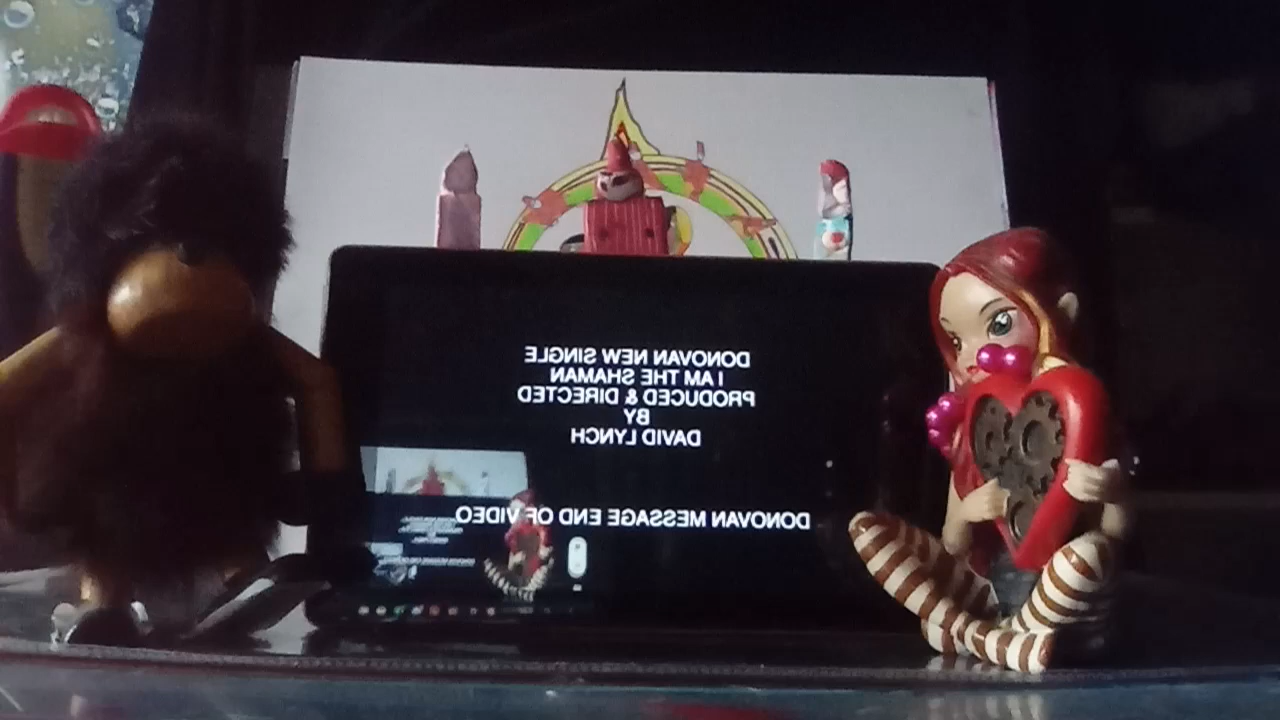 DONOVAN NEW SINGLE
I AM THE SHAMAN
PRODUCED & DIRECTED
BY
DAVID LYNCH
DONOVAN MESSAGE END OF VIDEO